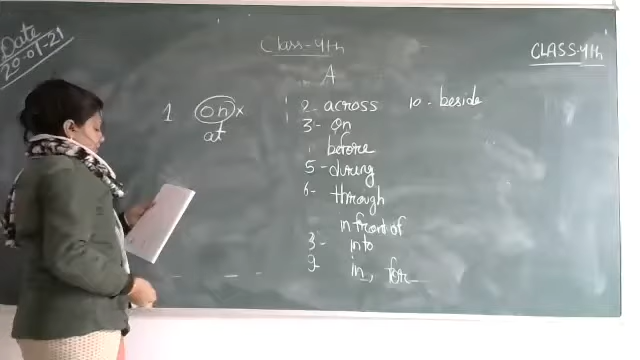 Date
20.01.21
Class-4th
CLASS.4th
A
1 on x
at
2- across
3- on
before
5- during
6- through
in front of
3- into
9- in, for
10. beside